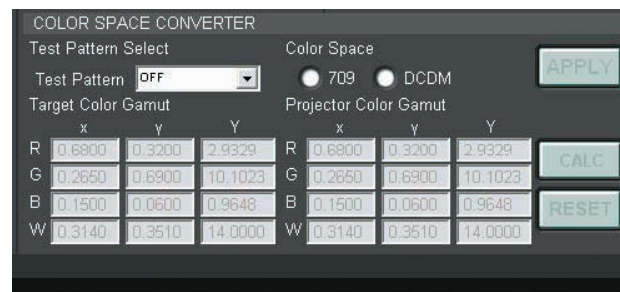 COLOR SPACE CONVERTER
Test Pattern Select Color Space
Test Pattern OFF 709 DCDM APPLY
Target Color Gamut Projector Color Gamut
x y Y x y Y
R 0.6800 0.3200 2.9329 R 0.6800 0.3200 2.9329 CALC
G 0.2650 0.6900 10.1023 G 0.2650 0.6900 10.1023
B 0.1500 0.0600 0.9648 B 0.1500 0.0600 0.9648 RESET
W 0.3140 0.3510 14.0000 W 0.3140 0.3510 14.0000